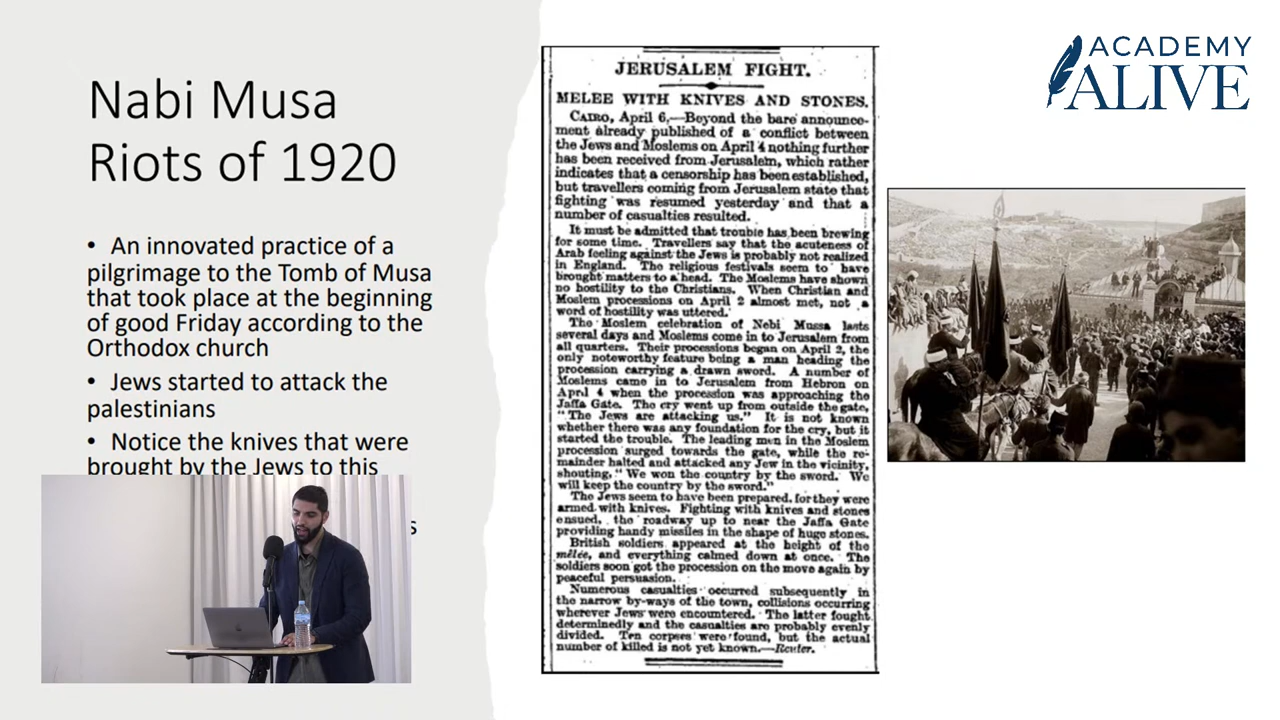 Nabi Musa
Riots of 1920
• An innovated practice of a
pilgrimage to the Tomb of Musa
that took place at the beginning
of good Friday according to the
Orthodox church
• Jews started to attack the
palestinians
• Notice the knives that were
brought by the Jews to this
s
JERUSALEM FIGHT.
MELEE WITH KNIVES AND STONES.
CAIRO, April 6.—Beyond the bare announce-
ment already published of a conflict between
the Jews and Moslems on April 4 nothing further
has been received from Jerusalem, which rather
indicates that a censorship has been established,
but travellers coming from Jerusalem state that
fighting was resumed yesterday and that a
number of casualties resulted.
It must be admitted that trouble has been brewing
for some time. Travellers say that the acuteness of
Arab feeling against the Jews is probably not realized
in England. The religious festivals seem to have
brought matters to a head. The Moslems have shown
no hostility to the Christians. When Christian and
Moslem processions on April 2 almost met, not a
word of hostility was uttered.
The Moslem celebration of Nebi Mussa lasts
several days and Moslems come in to Jerusalem from
all quarters. Their processions began on April 2, the
only noteworthy feature being a man heading the
procession carrying a drawn sword. A number of
Moslems came in to Jerusalem from Hebron on
April 4 when the procession was approaching the
Jaffa Gate. The cry went up from outside the gate,
"The Jews are attacking us." It is not known
whether there was any foundation for the cry, but it
started the trouble. The leading men in the Moslem
procession surged towards the gate, while the re-
mainder halted and attacked any Jew in the vicinity,
shouting, "We won the country by the sword. We
will keep the country by the sword."
The Jews seem to have been prepared, for they were
armed with knives. Fighting with knives and stones
ensued, the roadway up to near the Jaffa Gate
providing handy missiles in the shape of huge stones.
British soldiers appeared at the height of the
mêlée, and everything calmed down at once. The
soldiers soon got the procession on the move again by
peaceful persuasion.
Numerous casualties occurred subsequently in
the narrow by-ways of the town, collisions occurring
wherever Jews were encountered. The latter fought
determinedly and the casualties are probably evenly
divided. Ten corpses were found, but the actual
number of killed is not yet known.—Reuter.
ACADEMY
ALIVE